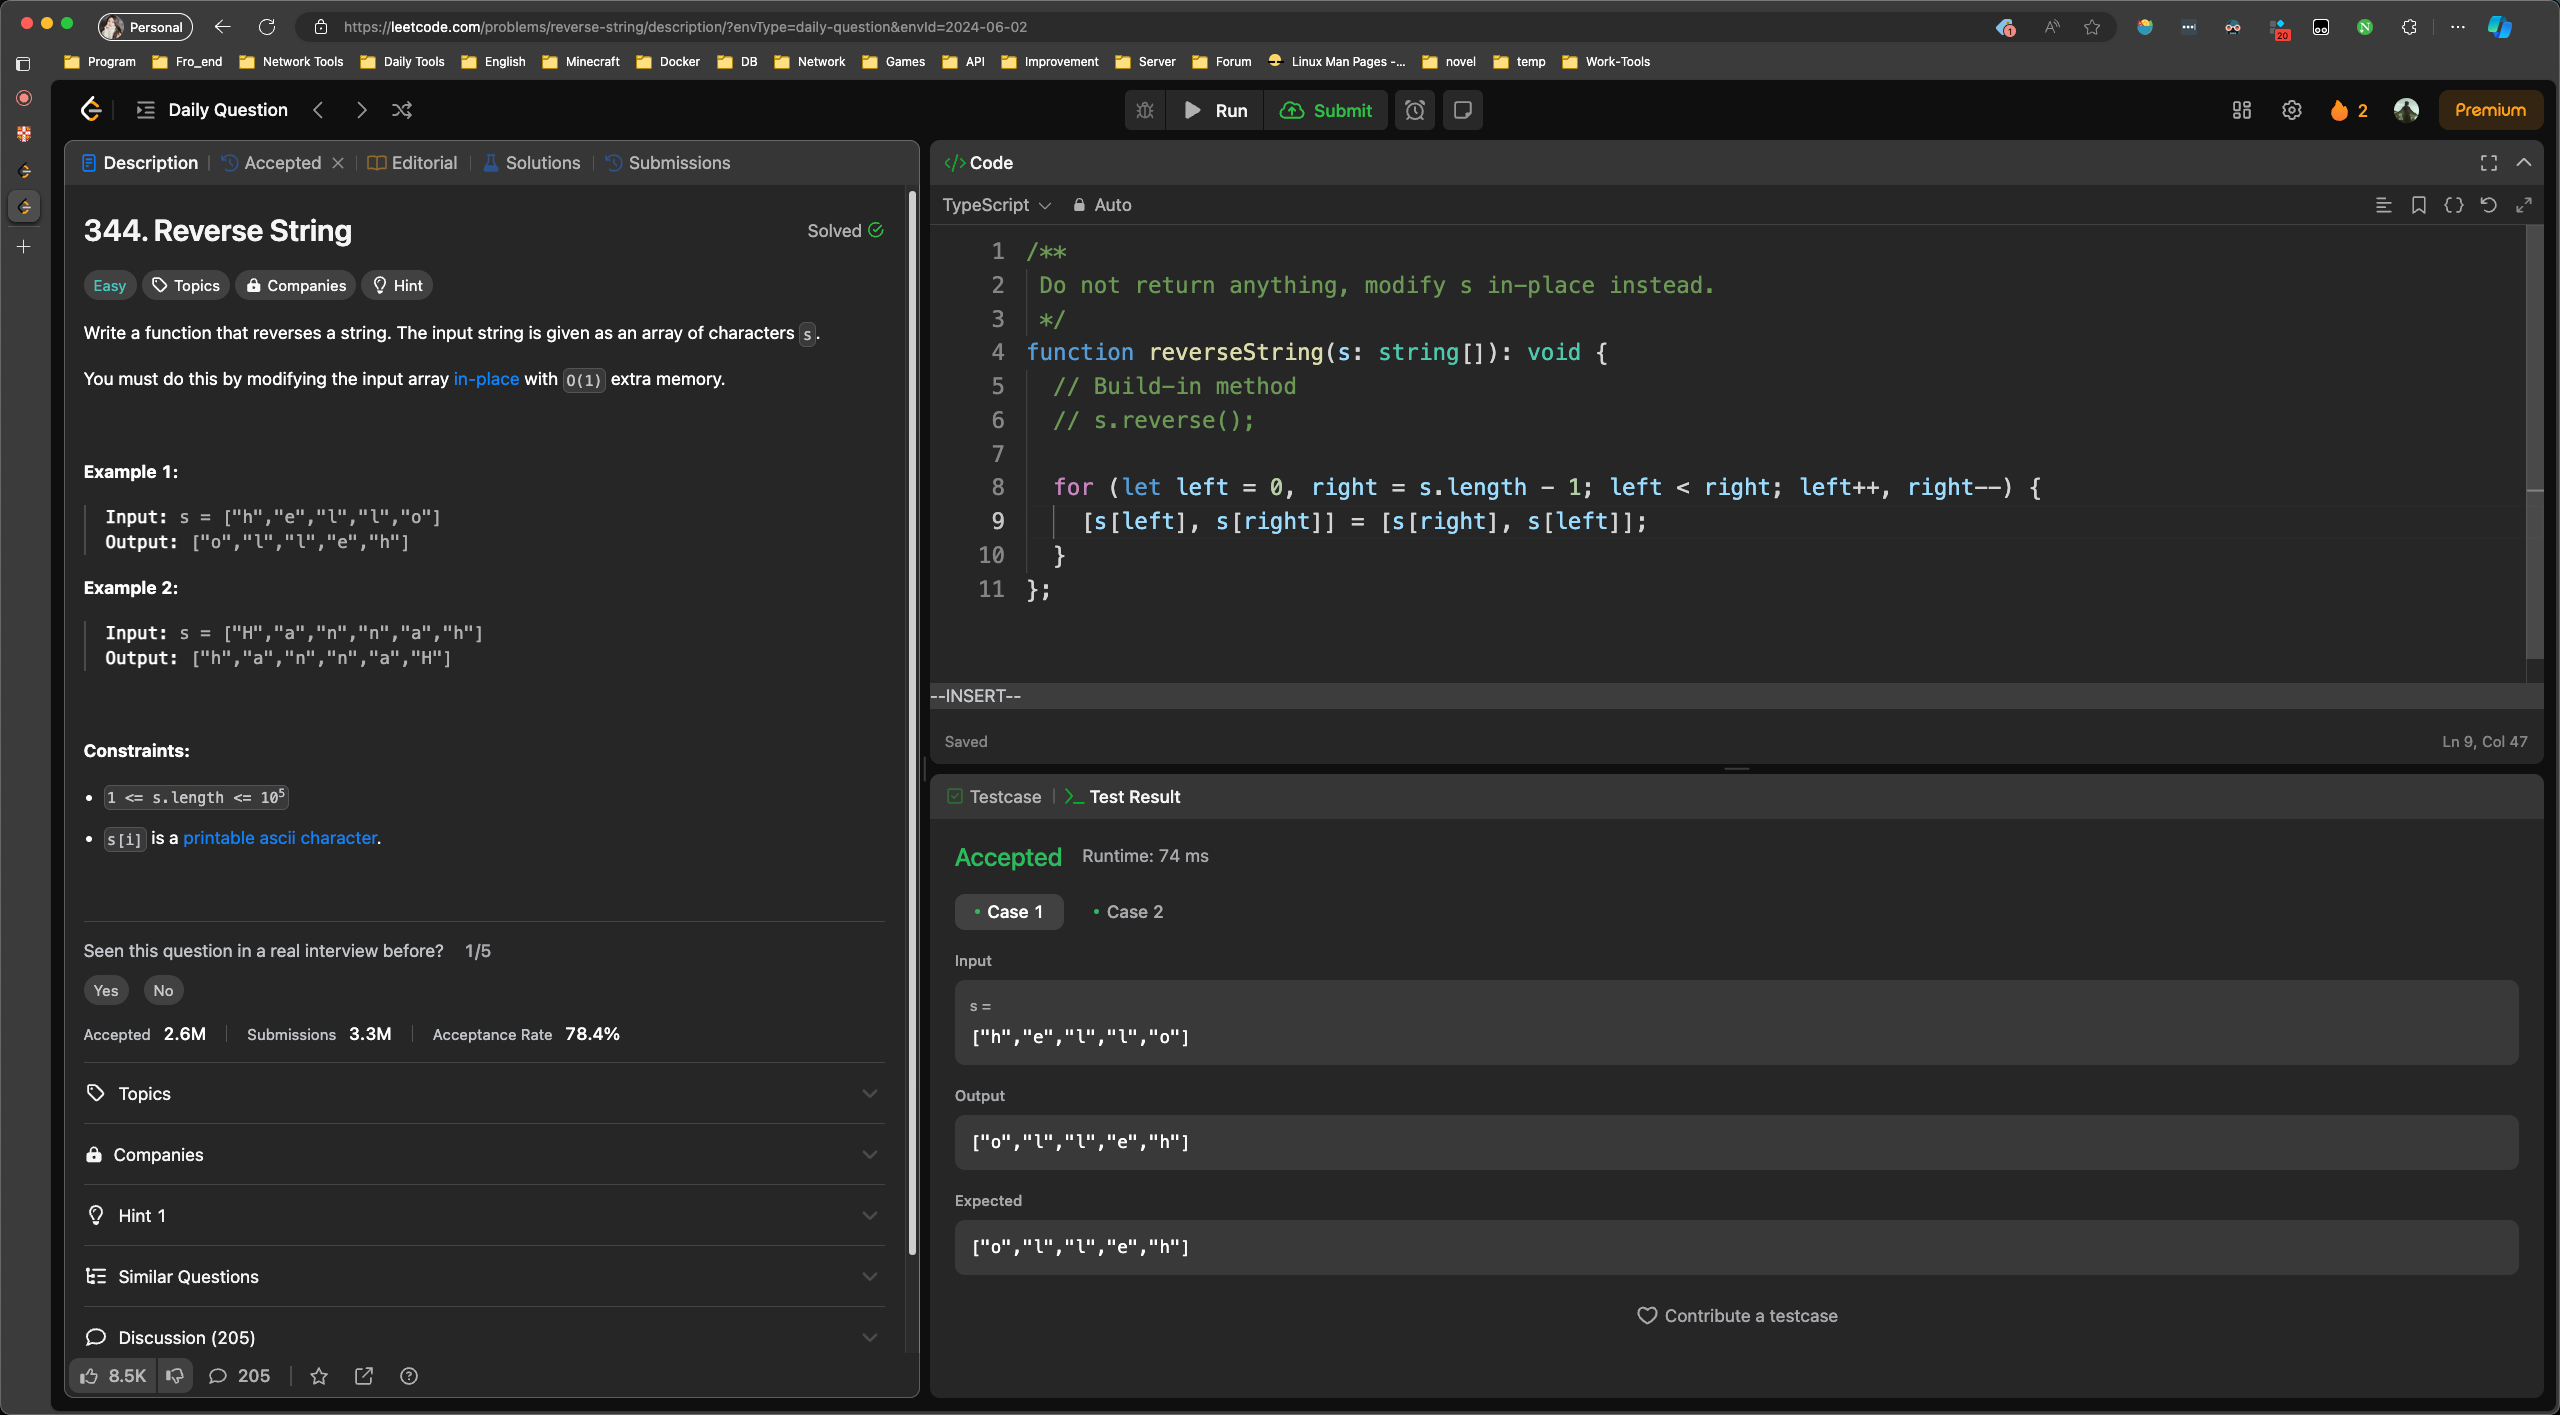 Personal
https://leetcode.com/problems/reverse-string/description/?envType=daily-question&envId=2024-06-02
1
20
N
Program Fro_end Network Tools Daily Tools English Minecraft Docker DB Network Games API Improvement Server Forum Linux Man Pages -... novel temp Work-Tools
Daily Question
Run Submit
2
Premium
Description Accepted Editorial Solutions Submissions
344. Reverse String
Solved
Easy Topics Companies Hint
Write a function that reverses a string. The input string is given as an array of characters s.
You must do this by modifying the input array in-place with O(1) extra memory.
Example 1:
Input: s = ["h","e","l","l","o"]
Output: ["o","l","l","e","h"]
Example 2:
Input: s = ["H","a","n","n","a","h"]
Output: ["h","a","n","n","a","H"]
Constraints:
• 1 <= s.length <= 10⁵
• s[i] is a printable ascii character.
Seen this question in a real interview before? 1/5
Yes No
Accepted 2.6M Submissions 3.3M Acceptance Rate 78.4%
Topics
Companies
Hint 1
Similar Questions
Discussion (205)
8.5K 205
</> Code
TypeScript Auto
1 /**
2 Do not return anything, modify s in-place instead.
3 */
4 function reverseString(s: string[]): void {
5 // Build-in method
6 // s.reverse();
7
8 for (let left = 0, right = s.length - 1; left < right; left++, right--) {
9 [s[left], s[right]] = [s[right], s[left]];
10 }
11 };
--INSERT--
Saved
Ln 9, Col 47
Testcase Test Result
Accepted Runtime: 74 ms
Case 1 Case 2
Input
s =
["h","e","l","l","o"]
Output
["o","l","l","e","h"]
Expected
["o","l","l","e","h"]
Contribute a testcase